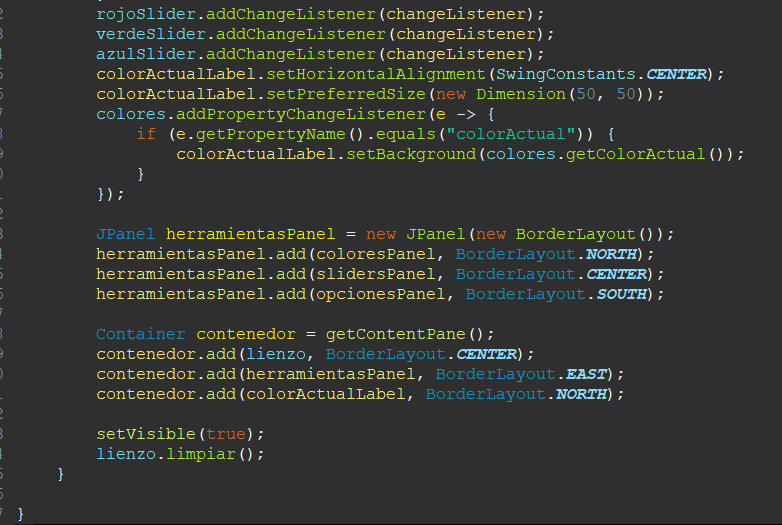 rojoSlider.addChangeListener(changeListener);
verdeSlider.addChangeListener(changeListener);
azulSlider.addChangeListener(changeListener);
colorActualLabel.setHorizontalAlignment(SwingConstants.CENTER);
colorActualLabel.setPreferredSize(new Dimension(50, 50));
colores.addPropertyChangeListener(e -> {
if (e.getPropertyName().equals("colorActual")) {
colorActualLabel.setBackground(colores.getColorActual());
}
});
JPanel herramientasPanel = new JPanel(new BorderLayout());
herramientasPanel.add(coloresPanel, BorderLayout.NORTH);
herramientasPanel.add(slidersPanel, BorderLayout.CENTER);
herramientasPanel.add(opcionesPanel, BorderLayout.SOUTH);
Container contenedor = getContentPane();
contenedor.add(lienzo, BorderLayout.CENTER);
contenedor.add(herramientasPanel, BorderLayout.EAST);
contenedor.add(colorActualLabel, BorderLayout.NORTH);
setVisible(true);
lienzo.limpiar();
}
}